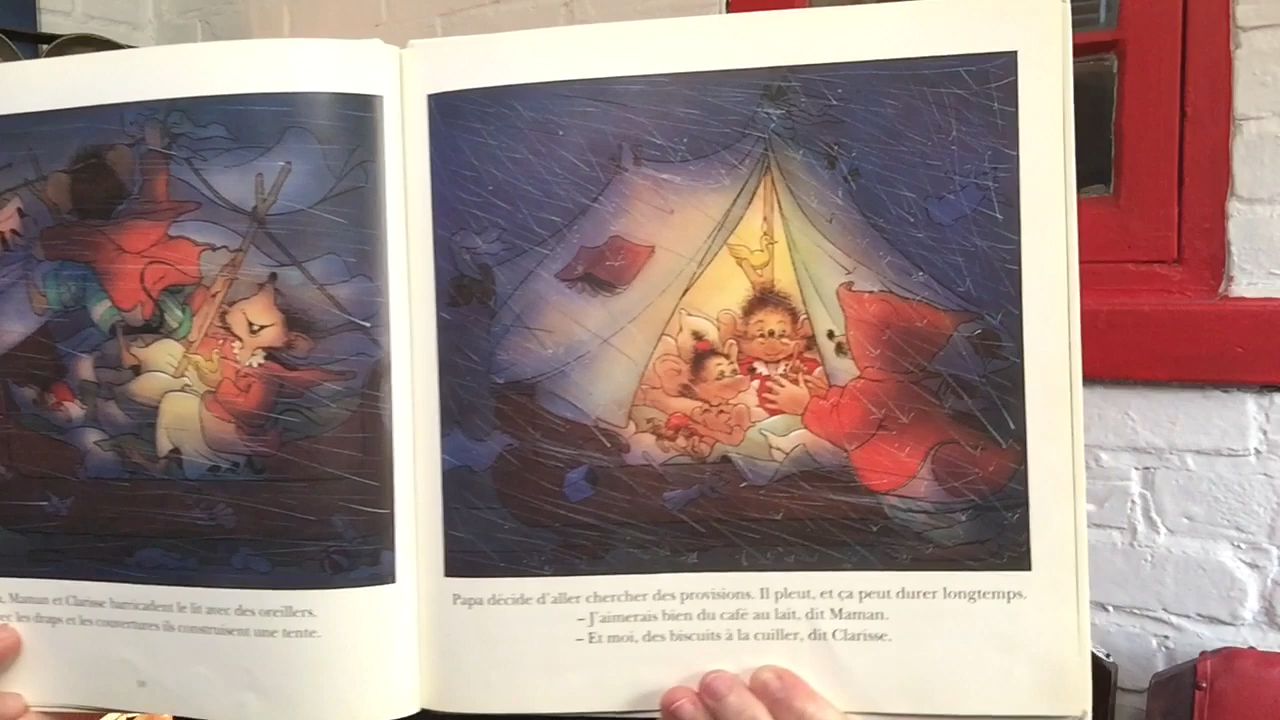 Maman et Clarisse barricadent le lit avec des oreillers.
les draps et les couvertures ils construisent une tente.
Papa décide d'aller chercher des provisions. Il pleut, et ça peut durer longtemps.
– J'aimerais bien du café au lait, dit Maman.
– Et moi, des biscuits à la cuiller, dit Clarisse.